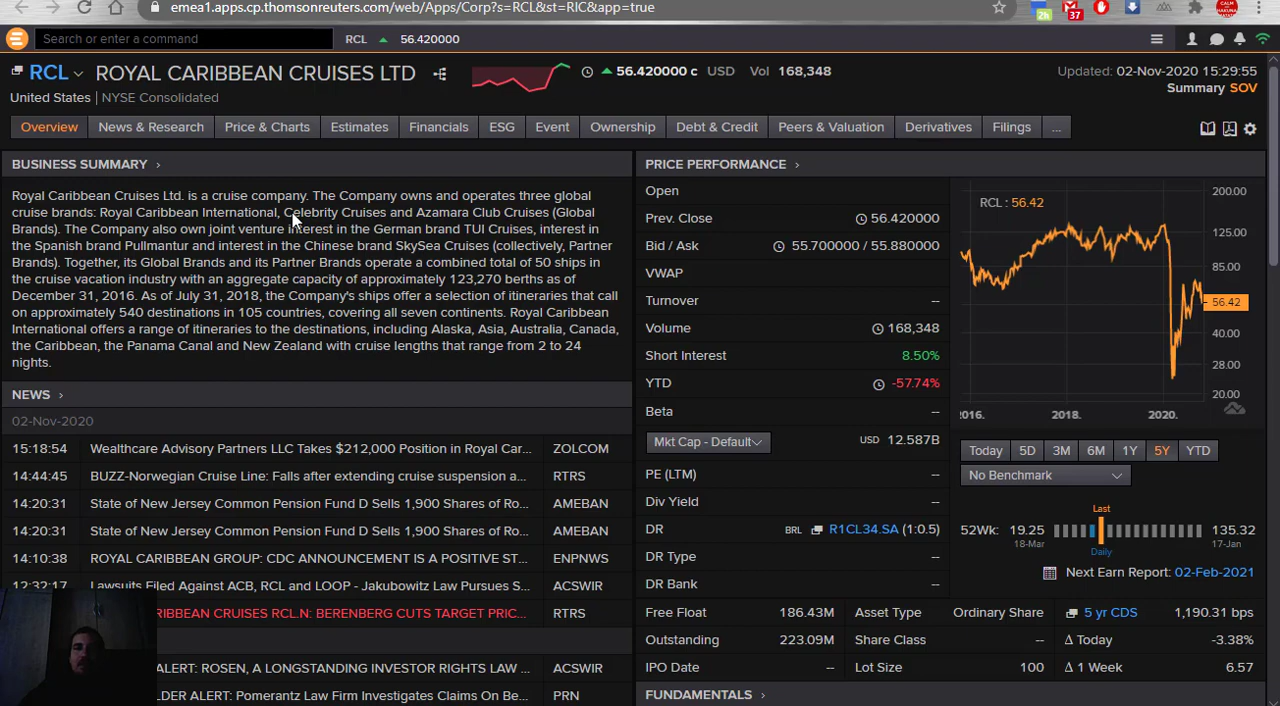 emea1.apps.cp.thomsonreuters.com/web/Apps/Corp?s=RCL&st=RIC&app=true
2h
37
Search or enter a command
RCL 56.420000
RCL ROYAL CARIBBEAN CRUISES LTD
56.420000 c USD Vol 168,348
Updated: 02-Nov-2020 15:29:55
United States | NYSE Consolidated
Summary SOV
Overview News & Research Price & Charts Estimates Financials ESG Event Ownership Debt & Credit Peers & Valuation Derivatives Filings ...
BUSINESS SUMMARY
Royal Caribbean Cruises Ltd. is a cruise company. The Company owns and operates three global
cruise brands: Royal Caribbean International, Celebrity Cruises and Azamara Club Cruises (Global
Brands). The Company also own joint venture interest in the German brand TUI Cruises, interest in
the Spanish brand Pullmantur and interest in the Chinese brand SkySea Cruises (collectively, Partner
Brands). Together, its Global Brands and its Partner Brands operate a combined total of 50 ships in
the cruise vacation industry with an aggregate capacity of approximately 123,270 berths as of
December 31, 2016. As of July 31, 2018, the Company's ships offer a selection of itineraries that call
on approximately 540 destinations in 105 countries, covering all seven continents. Royal Caribbean
International offers a range of itineraries to the destinations, including Alaska, Asia, Australia, Canada,
the Caribbean, the Panama Canal and New Zealand with cruise lengths that range from 2 to 24
nights.
NEWS
02-Nov-2020
15:18:54 Wealthcare Advisory Partners LLC Takes $212,000 Position in Royal Car... ZOLCOM
14:44:45 BUZZ-Norwegian Cruise Line: Falls after extending cruise suspension a... RTRS
14:20:31 State of New Jersey Common Pension Fund D Sells 1,900 Shares of Ro... AMEBAN
14:20:31 State of New Jersey Common Pension Fund D Sells 1,900 Shares of Ro... AMEBAN
14:10:38 ROYAL CARIBBEAN GROUP: CDC ANNOUNCEMENT IS A POSITIVE ST... ENPNWS
12:32:17 Lawsuits Filed Against ACB, RCL and LOOP - Jakubowitz Law Pursues S... ACSWIR
CRUISES RCL.N: BERENBERG CUTS TARGET PRIC... RTRS
ALERT: ROSEN, A LONGSTANDING INVESTOR RIGHTS LAW ... ACSWIR
ALERT: Pomerantz Law Firm Investigates Claims On Be... PRN
PRICE PERFORMANCE
Open
Prev. Close 56.420000
Bid / Ask 55.700000 / 55.880000
VWAP
Turnover --
Volume 168,348
Short Interest 8.50%
YTD -57.74%
Beta --
Mkt Cap - Default USD 12.587B
PE (LTM) --
Div Yield --
DR BRL R1CL34.SA (1:0.5)
DR Type --
DR Bank --
RCL : 56.42
200.00
125.00
85.00
56.42
40.00
28.00
20.00
2016. 2018. 2020.
Today 5D 3M 6M 1Y 5Y YTD
No Benchmark
Last
52Wk: 19.25 135.32
18-Mar 17-Jan
Daily
Next Earn Report: 02-Feb-2021
Free Float 186.43M Asset Type Ordinary Share 5 yr CDS 1,190.31 bps
Outstanding 223.09M Share Class -- Δ Today -3.38%
IPO Date -- Lot Size 100 Δ 1 Week 6.57
FUNDAMENTALS